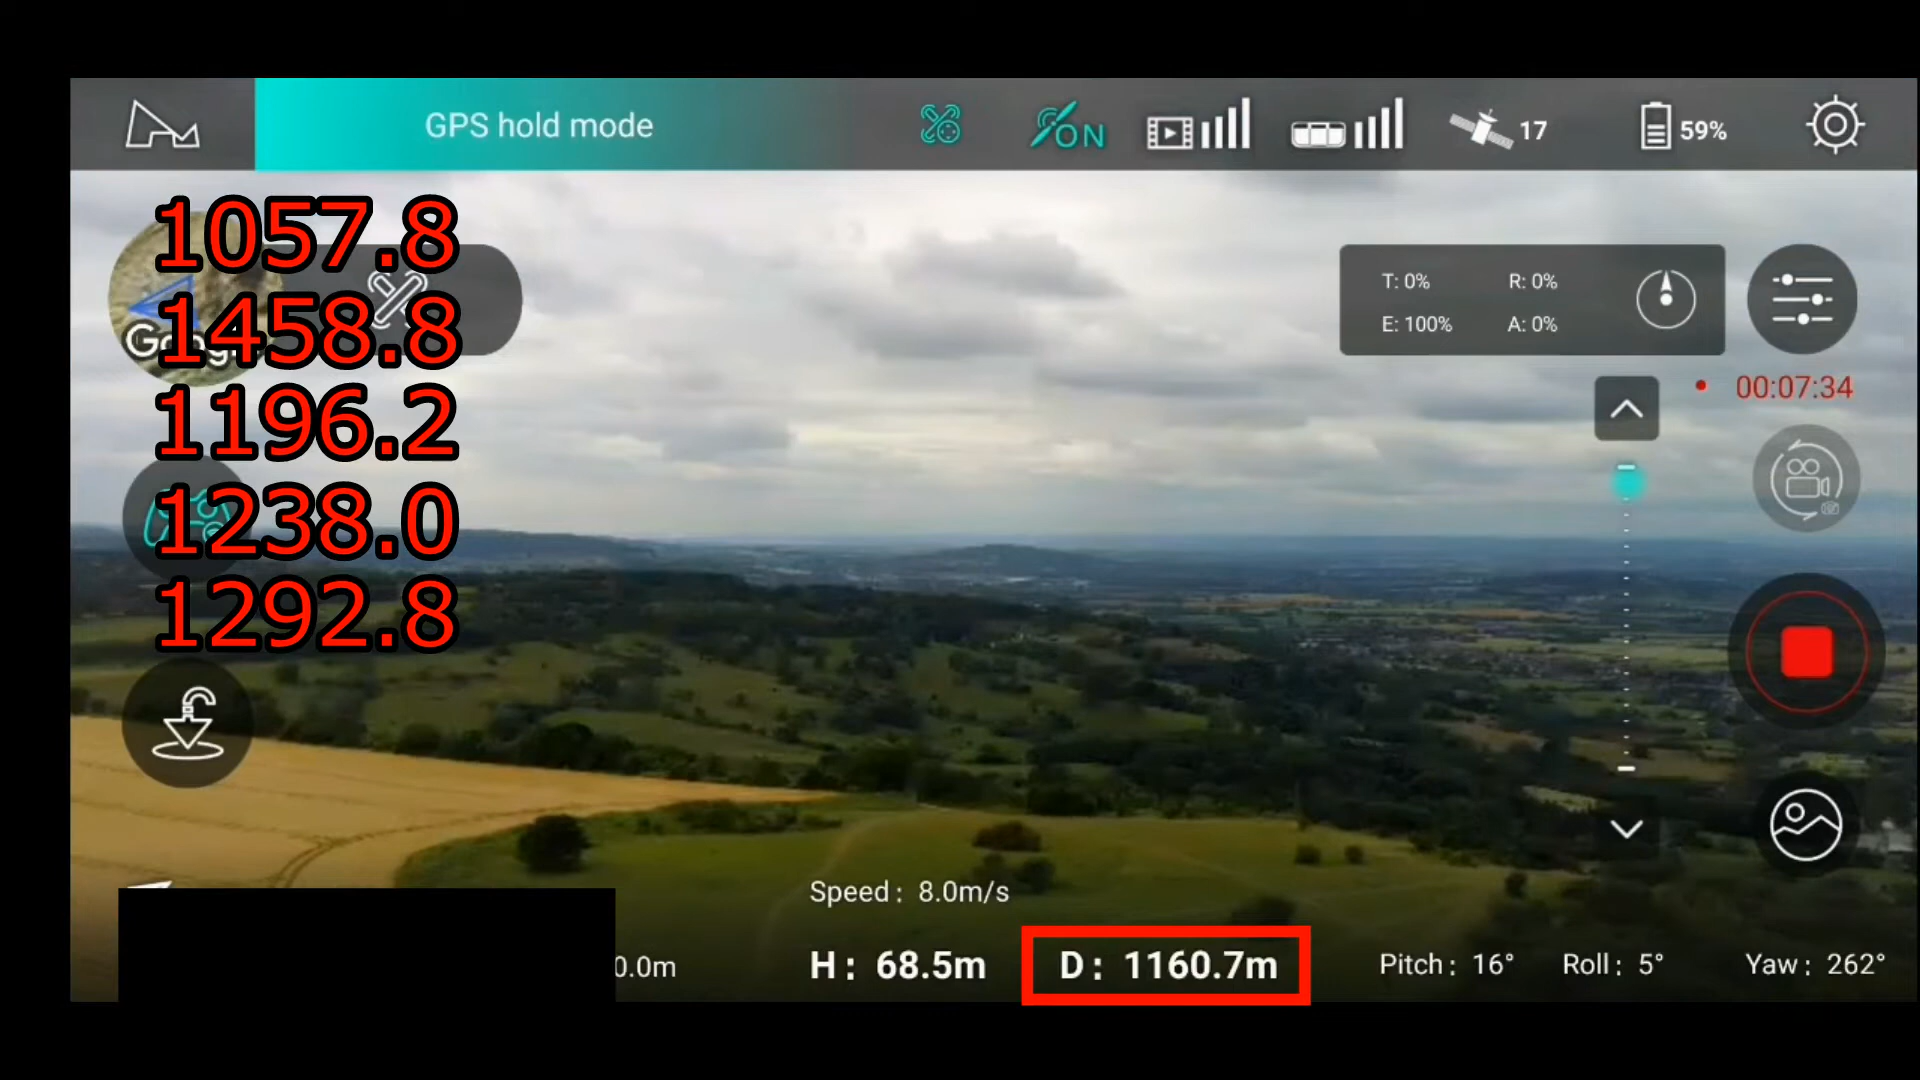 GPS hold mode
ON
17
59%
1057.8
1458.8
1196.2
1238.0
1292.8
Google
T: 0% R: 0%
E: 100% A: 0%
00:07:34
Speed : 8.0m/s
0.0m
H : 68.5m
D : 1160.7m
Pitch : 16°
Roll : 5°
Yaw : 262°